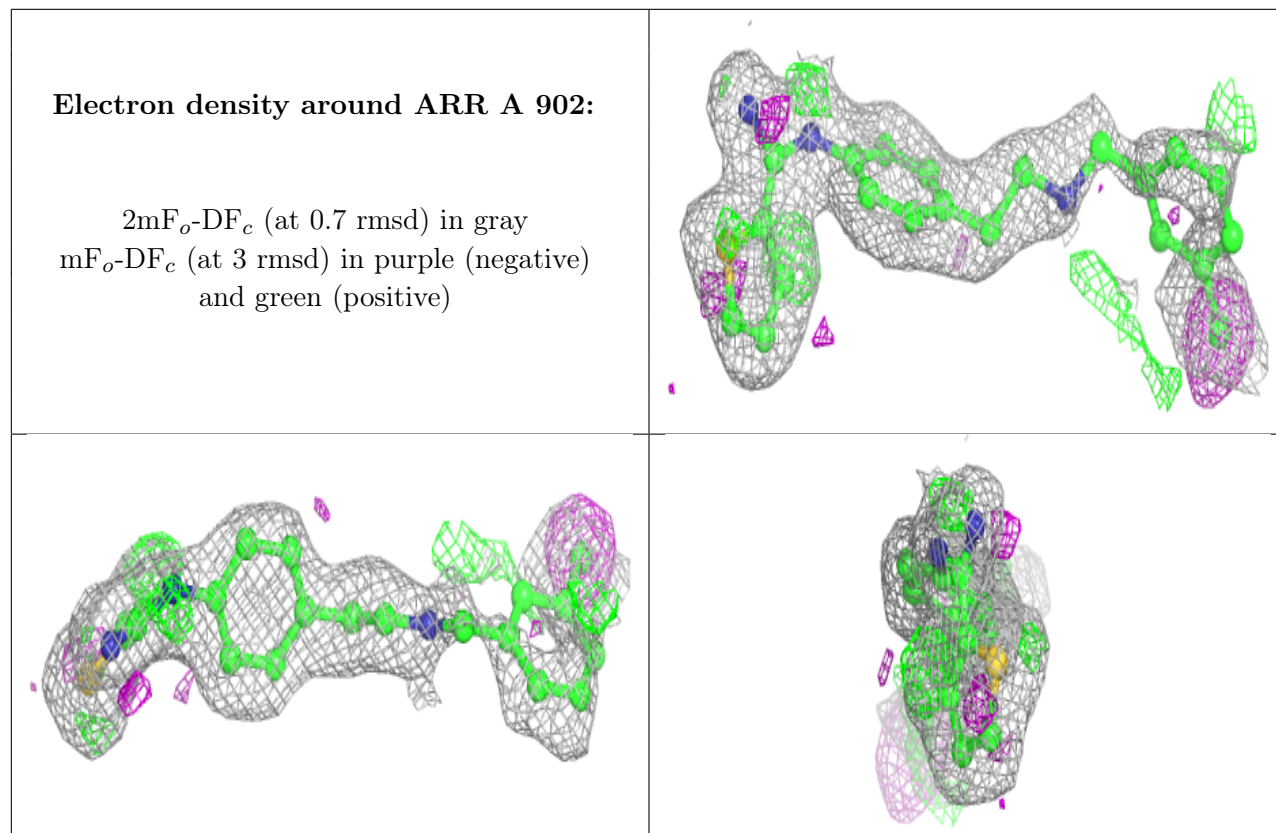 Electron density around ARR A 902:
2mFo-DFc (at 0.7 rmsd) in gray
mFo-DFc (at 3 rmsd) in purple (negative)
and green (positive)